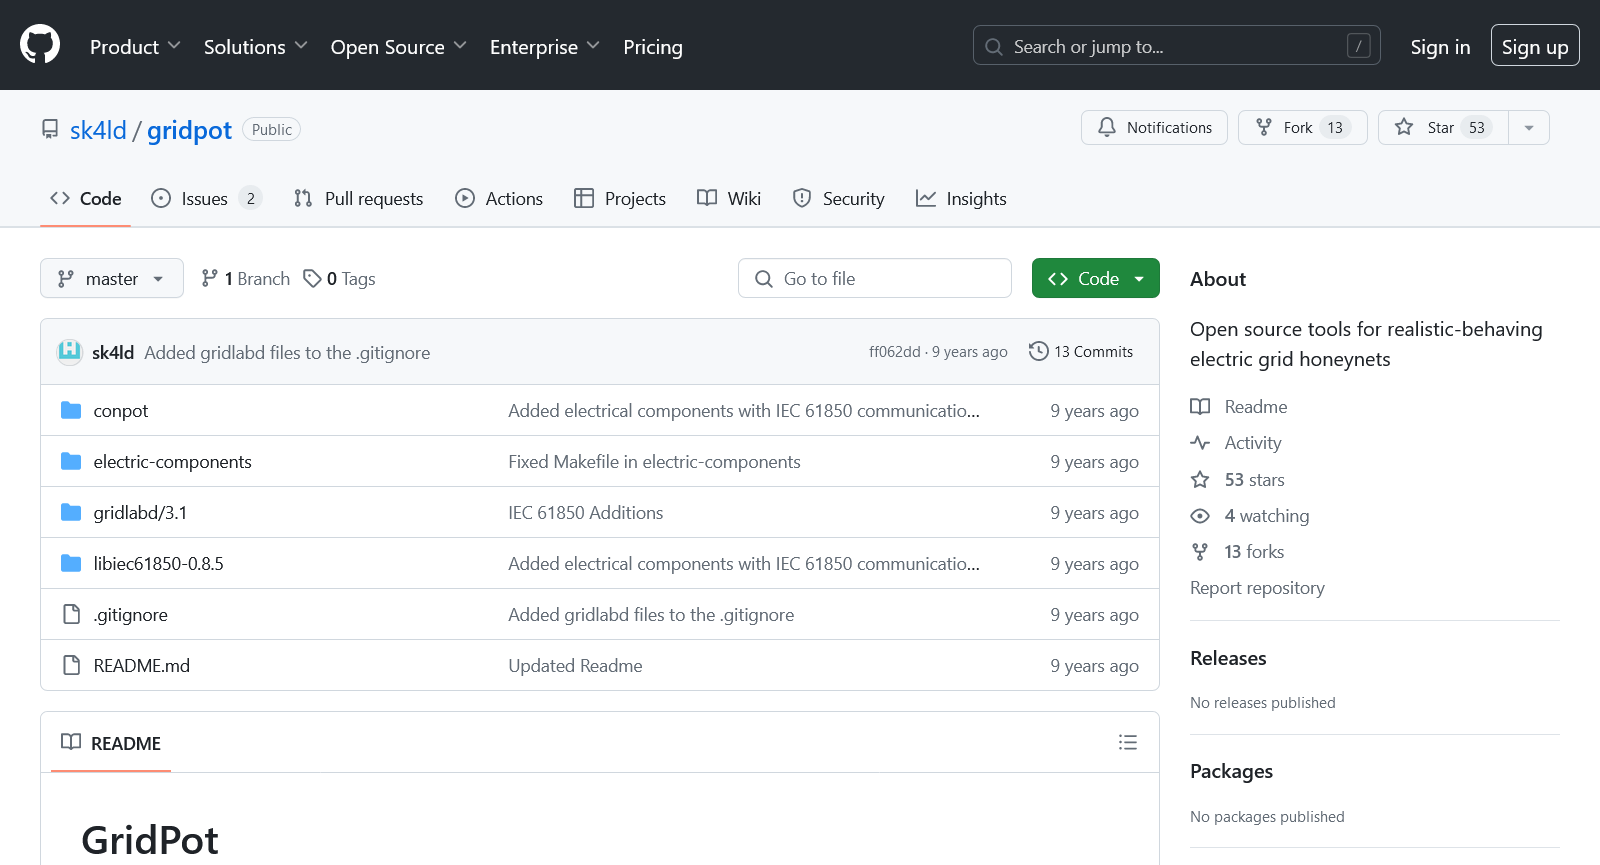 Product Solutions Open Source Enterprise Pricing Search or jump to... / Sign in Sign up
sk4ld / gridpot Public Notifications Fork 13 Star 53
Code Issues 2 Pull requests Actions Projects Wiki Security Insights
master 1 Branch 0 Tags Go to file Code
sk4ld Added gridlabd files to the .gitignore ff062dd · 9 years ago 13 Commits
conpot Added electrical components with IEC 61850 communicatio... 9 years ago
electric-components Fixed Makefile in electric-components 9 years ago
gridlabd/3.1 IEC 61850 Additions 9 years ago
libiec61850-0.8.5 Added electrical components with IEC 61850 communicatio... 9 years ago
.gitignore Added gridlabd files to the .gitignore 9 years ago
README.md Updated Readme 9 years ago
README
GridPot
About
Open source tools for realistic-behaving
electric grid honeynets
Readme
Activity
53 stars
4 watching
13 forks
Report repository
Releases
No releases published
Packages
No packages published